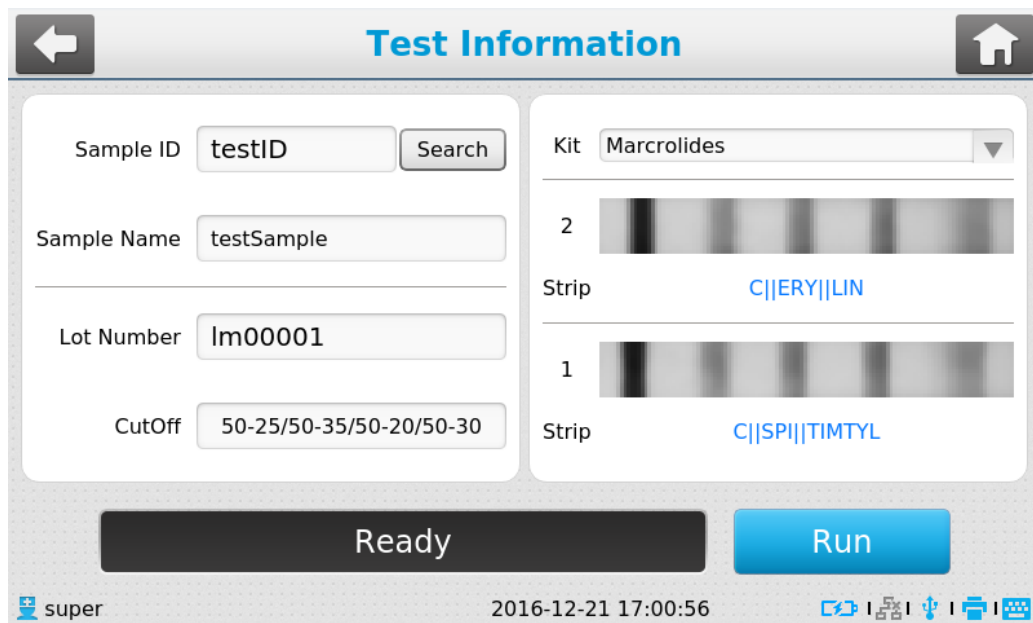 Test Information
Sample ID testID Search
Sample Name testSample
Lot Number lm00001
CutOff 50-25/50-35/50-20/50-30
Kit Marcrolides
2
Strip C||ERY||LIN
1
Strip C||SPI||TIMTYL
Ready Run
super 2016-12-21 17:00:56